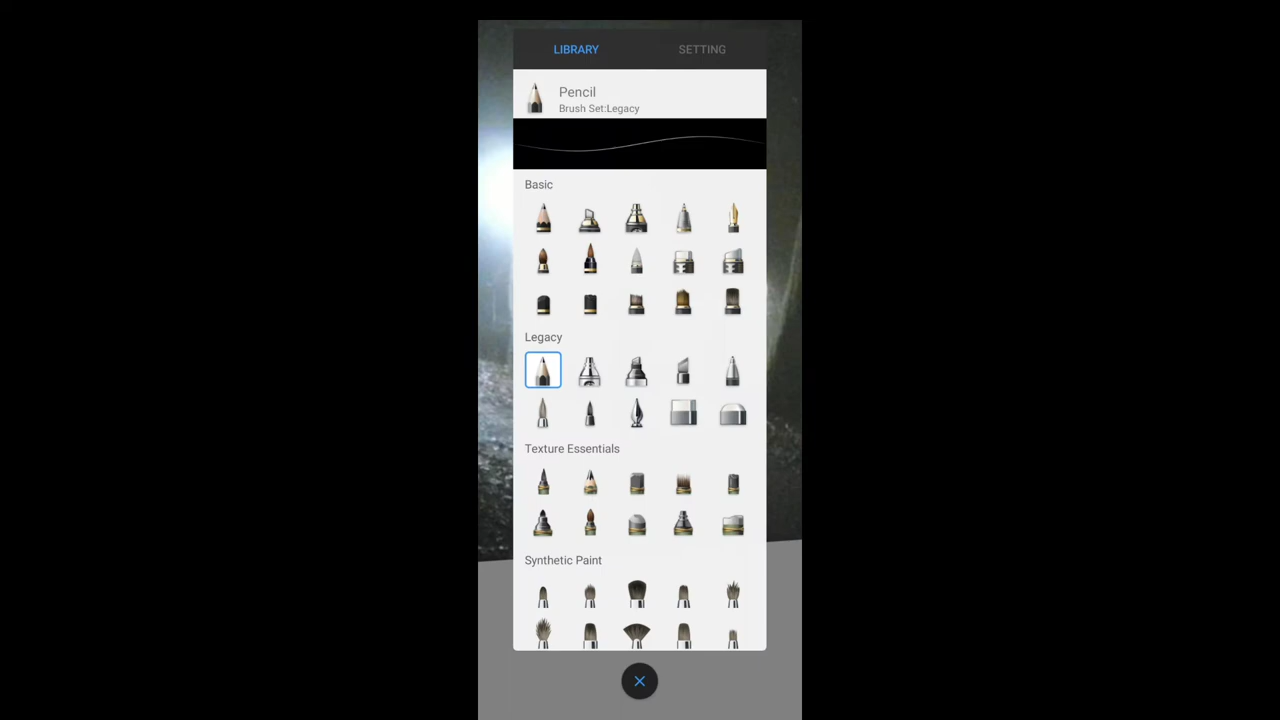 LIBRARY
SETTING
Pencil
Brush Set:Legacy
Basic
Legacy
Texture Essentials
Synthetic Paint